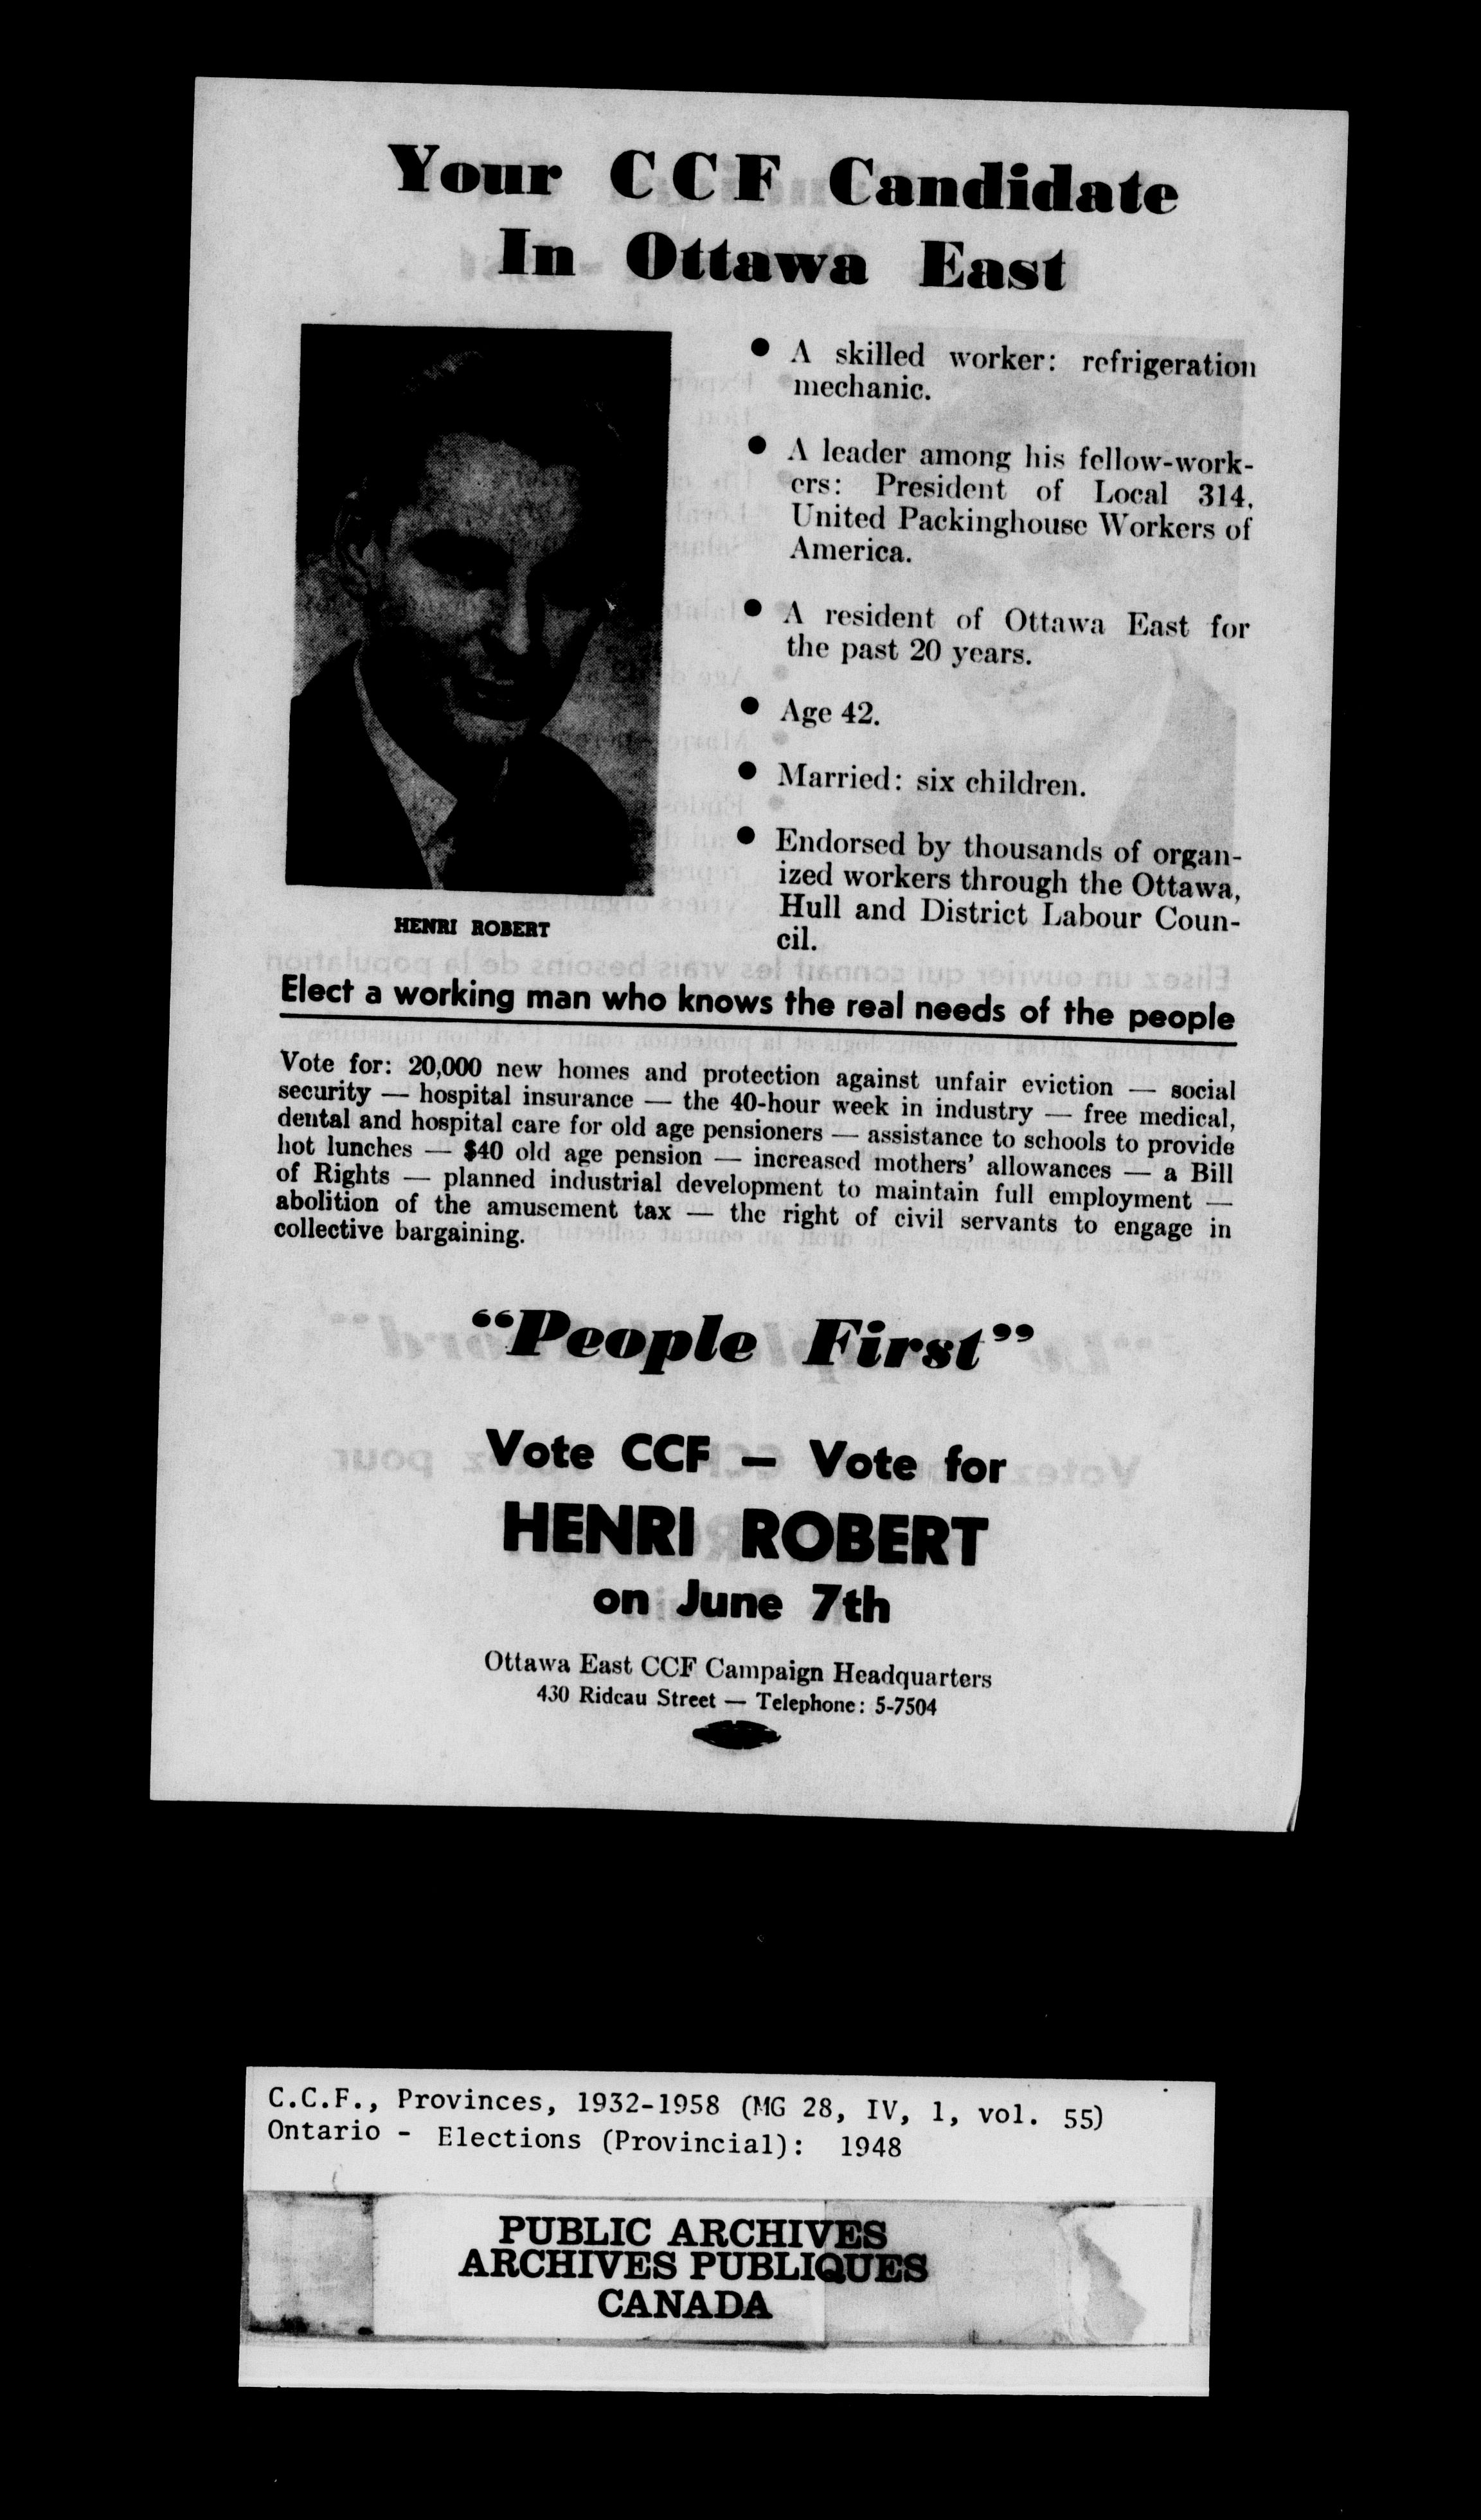 Your CCF Candidate
In Ottawa East
● A skilled worker: refrigeration
mechanic.
● A leader among his fellow-work-
ers: President of Local 314,
United Packinghouse Workers of
America.
● A resident of Ottawa East for
the past 20 years.
● Age 42.
● Married: six children.
● Endorsed by thousands of organ-
ized workers through the Ottawa,
Hull and District Labour Coun-
cil.
HENRI ROBERT
Elect a working man who knows the real needs of the people
Vote for: 20,000 new homes and protection against unfair eviction — social
security — hospital insurance — the 40-hour week in industry — free medical,
dental and hospital care for old age pensioners — assistance to schools to provide
hot lunches — $40 old age pension — increased mothers' allowances — a Bill
of Rights — planned industrial development to maintain full employment —
abolition of the amusement tax — the right of civil servants to engage in
collective bargaining.
“People First”
Vote CCF — Vote for
HENRI ROBERT
on June 7th
Ottawa East CCF Campaign Headquarters
430 Rideau Street — Telephone: 5-7504
C.C.F., Provinces, 1932-1958 (MG 28, IV, 1, vol. 55)
Ontario - Elections (Provincial): 1948
PUBLIC ARCHIVES
ARCHIVES PUBLIQUES
CANADA